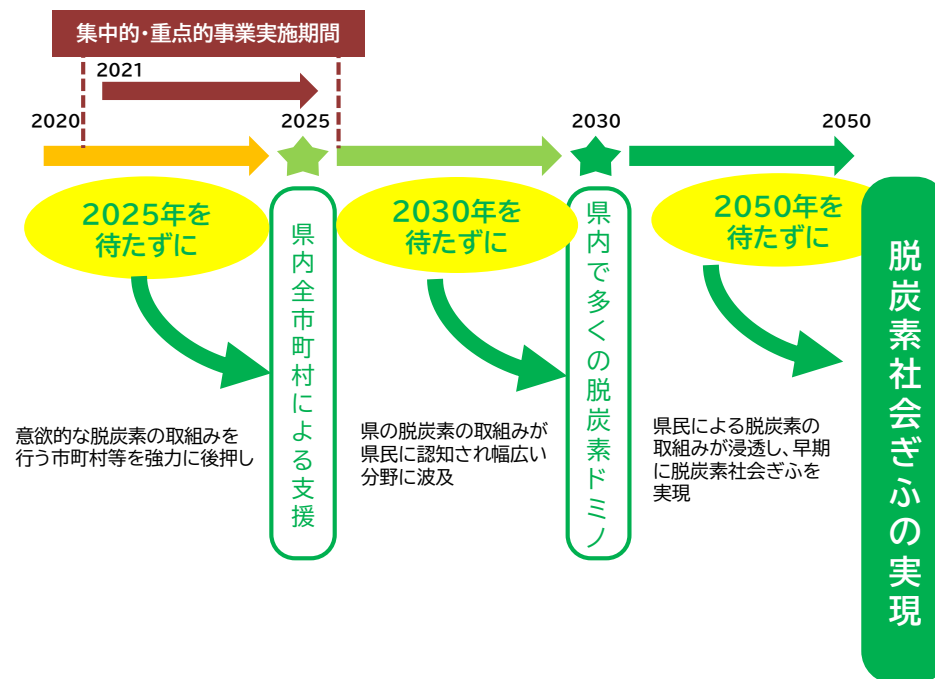 集中的・重点的事業実施期間
2021
2020
2025
2030
2050
2025年を
待たずに
県内全市町村による支援
2030年を
待たずに
県内で多くの脱炭素ドミノ
2050年を
待たずに
脱炭素社会ぎふの実現
意欲的な脱炭素の取組みを
行う市町村等を強力に後押し
県の脱炭素の取組みが
県民に認知され幅広い
分野に波及
県民による脱炭素の
取組みが浸透し、早期
に脱炭素社会ぎふを
実現